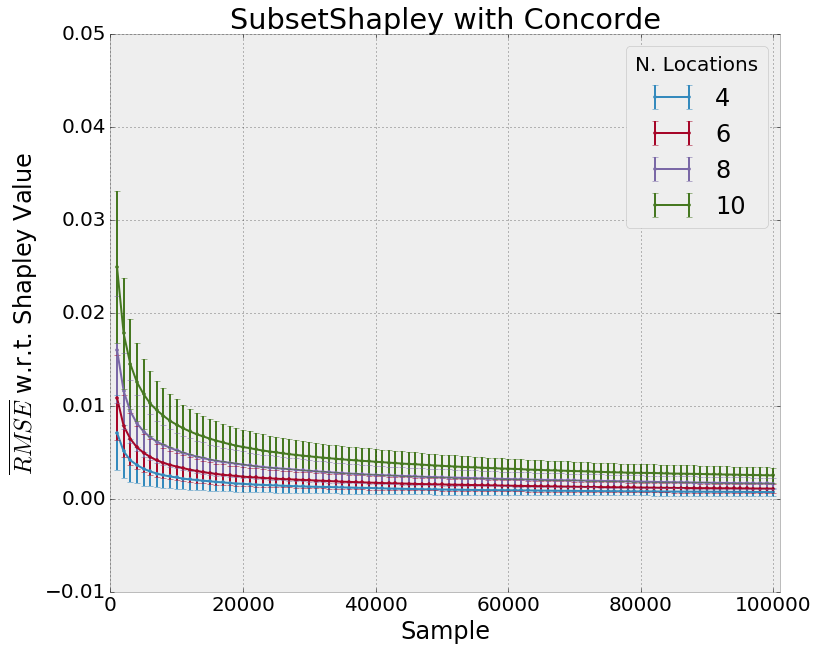 SubsetShapley with Concorde
N. Locations
4
6
8
10
0.05
0.04
0.03
0.02
0.01
0.00
−0.01
RMSE w.r.t. Shapley Value
0 20000 40000 60000 80000 100000
Sample